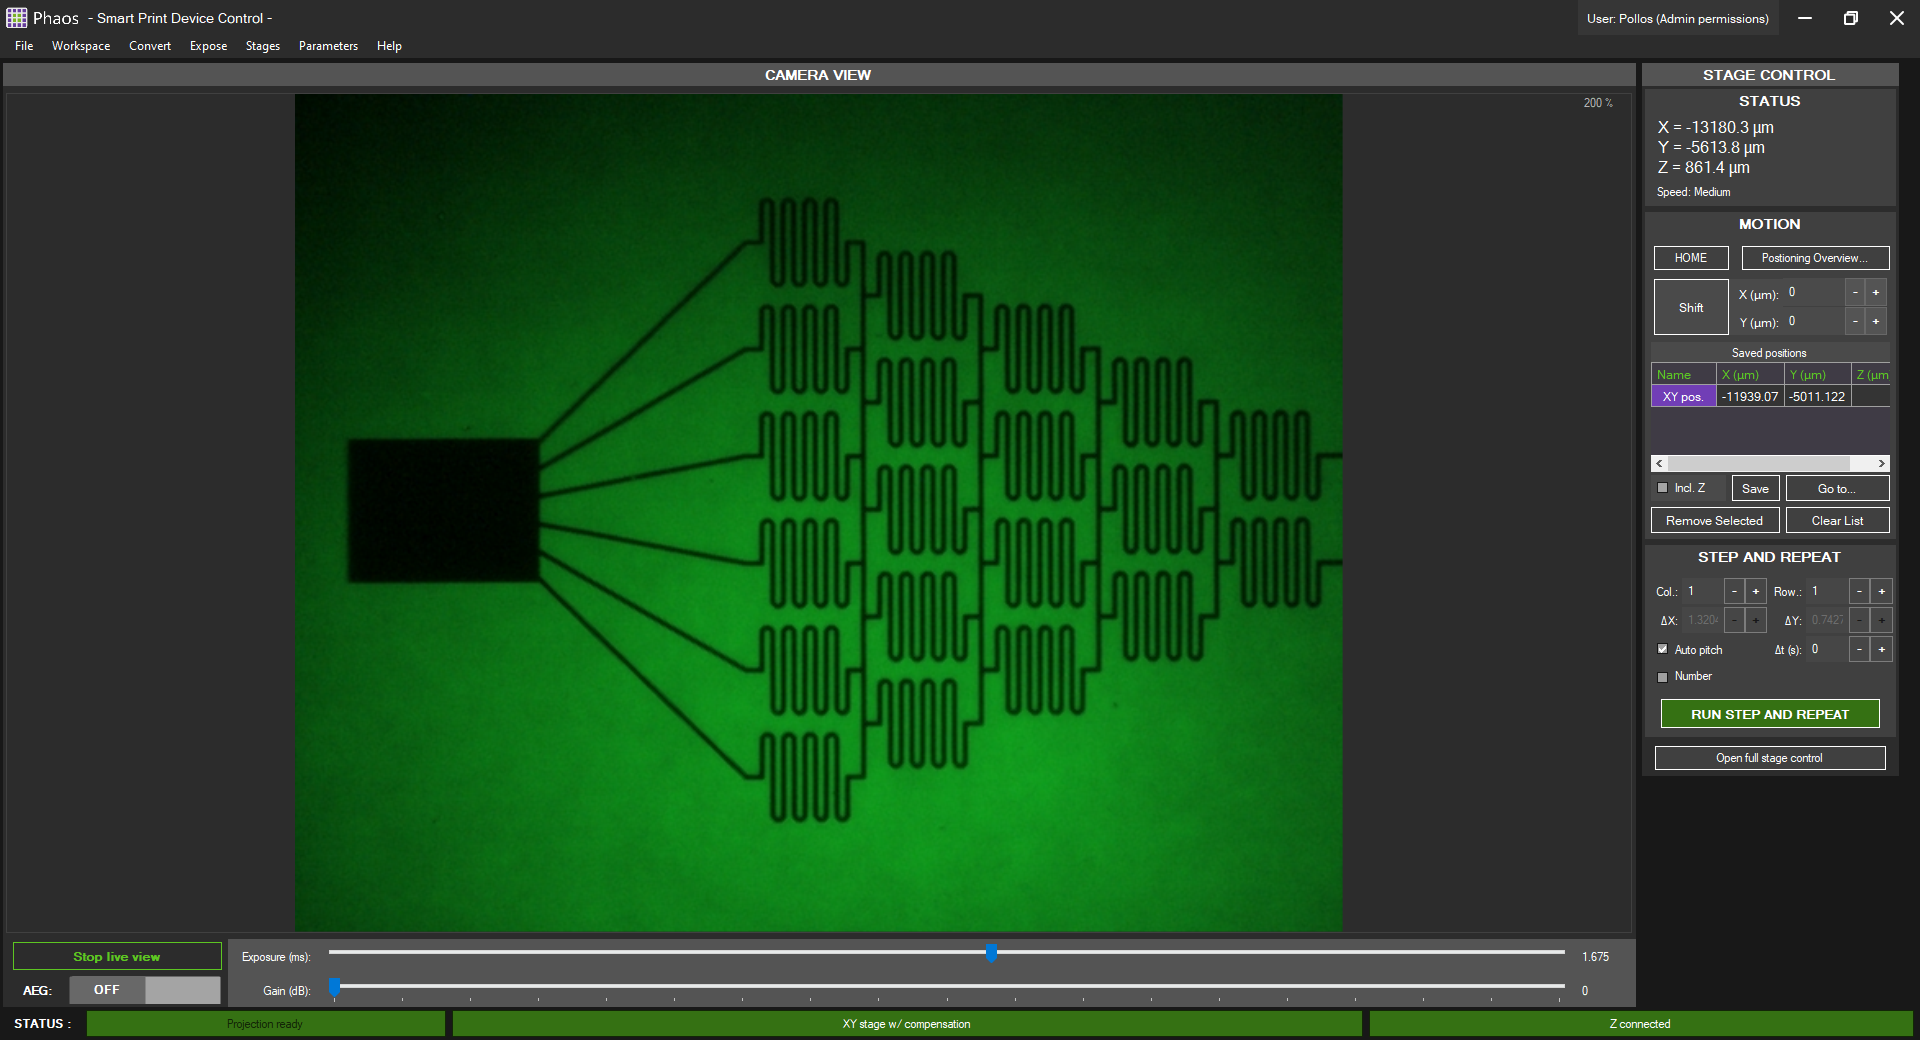 Phaos - Smart Print Device Control -
User: Pollos (Admin permissions)
File Workspace Convert Expose Stages Parameters Help
CAMERA VIEW
200 %
STAGE CONTROL
STATUS
X = -13180.3 µm
Y = -5613.8 µm
Z = 861.4 µm
Speed: Medium
MOTION
HOME Postioning Overview...
Shift
X (µm): 0 - +
Y (µm): 0 - +
Saved positions
Name X (µm) Y (µm) Z (µm
XY pos. -11939.07 -5011.122
Incl. Z Save Go to...
Remove Selected Clear List
STEP AND REPEAT
Col.: 1 - + Row.: 1 - +
ΔX: 1.320 - + ΔY: 0.742 - +
Auto pitch Δt (s): 0 - +
Number
RUN STEP AND REPEAT
Open full stage control
Stop live view
AEG: OFF
Exposure (ms): 1.675
Gain (dB): 0
STATUS : Projection ready XY stage w/ compensation Z connected